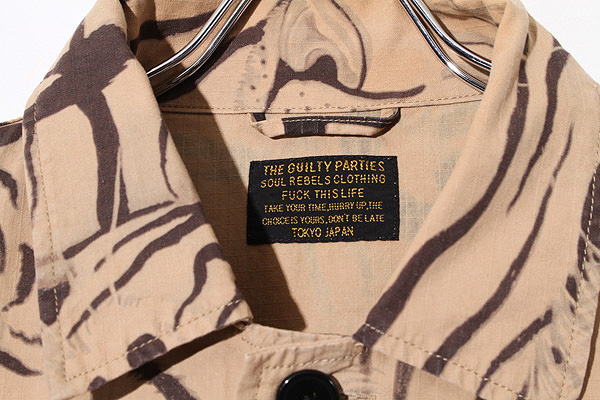 THE GUILTY PARTIES
SOUL REBELS CLOTHING
FUCK THIS LIFE
TAKE YOUR TIME,HURRY UP,THE
CHOICE IS YOURS,DON'T BE LATE
TOKYO JAPAN